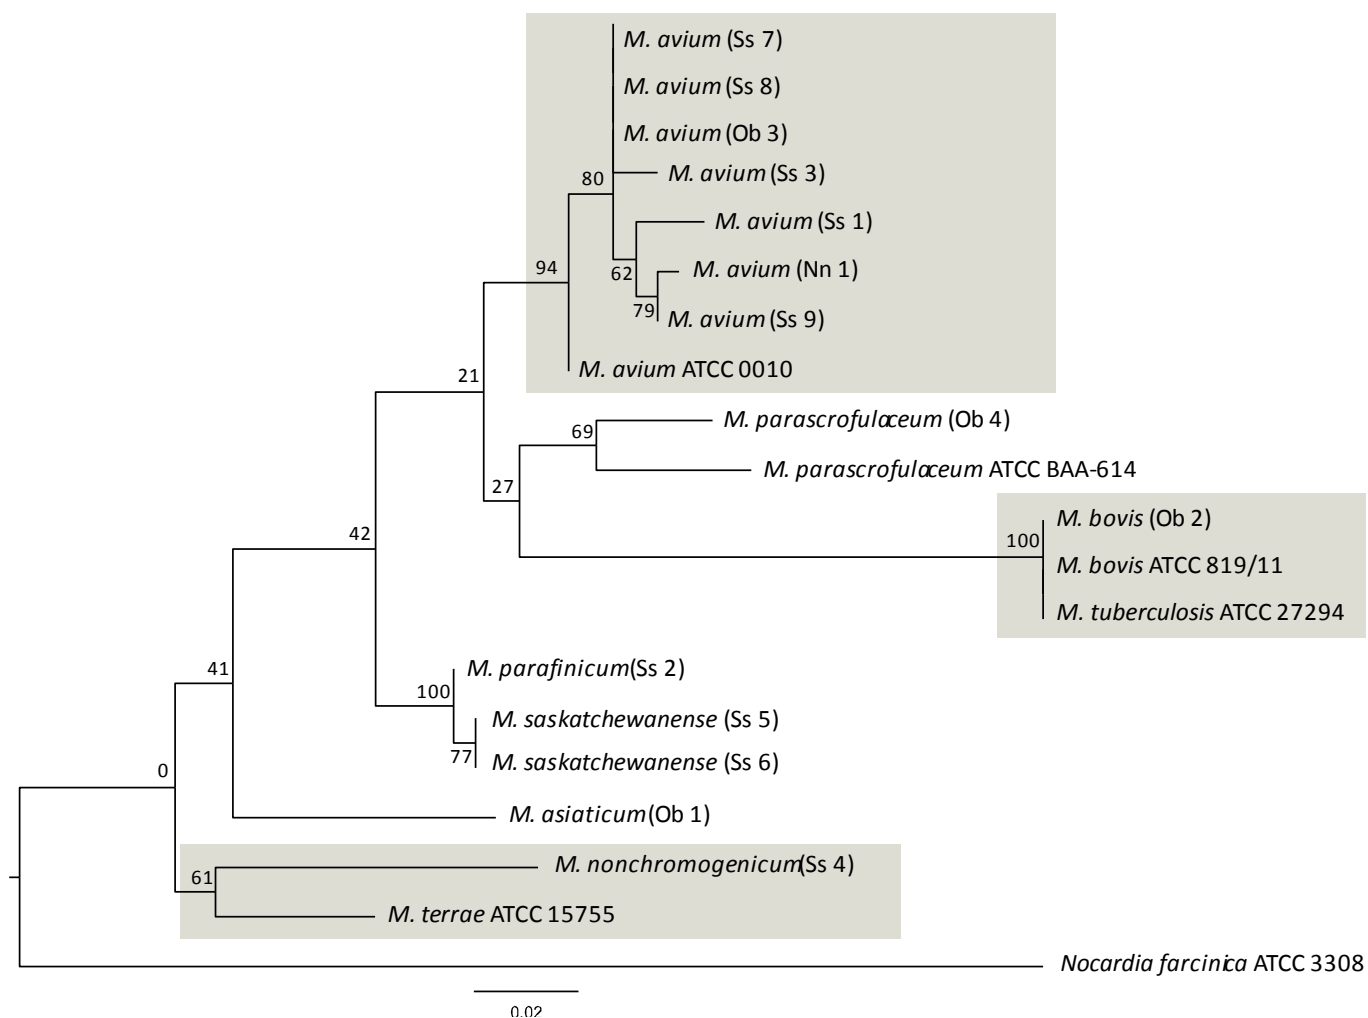 M. avium (Ss 7)
M. avium (Ss 8)
M. avium (Ob 3)
M. avium (Ss 3)
80
M. avium (Ss 1)
M. avium (Nn 1)
94
62
79
M. avium (Ss 9)
M. avium ATCC 0010
21
M. parascrofulaceum (Ob 4)
69
M. parascrofulaceum ATCC BAA-614
27
M. bovis (Ob 2)
42
100
M. bovis ATCC 819/11
M. tuberculosis ATCC 27294
41
M. parafinicum (Ss 2)
100
M. saskatchewanense (Ss 5)
77
M. saskatchewanense (Ss 6)
0
M. asiaticum (Ob 1)
M. nonchromogenicum (Ss 4)
61
M. terrae ATCC 15755
Nocardia farcinica ATCC 3308
0.02